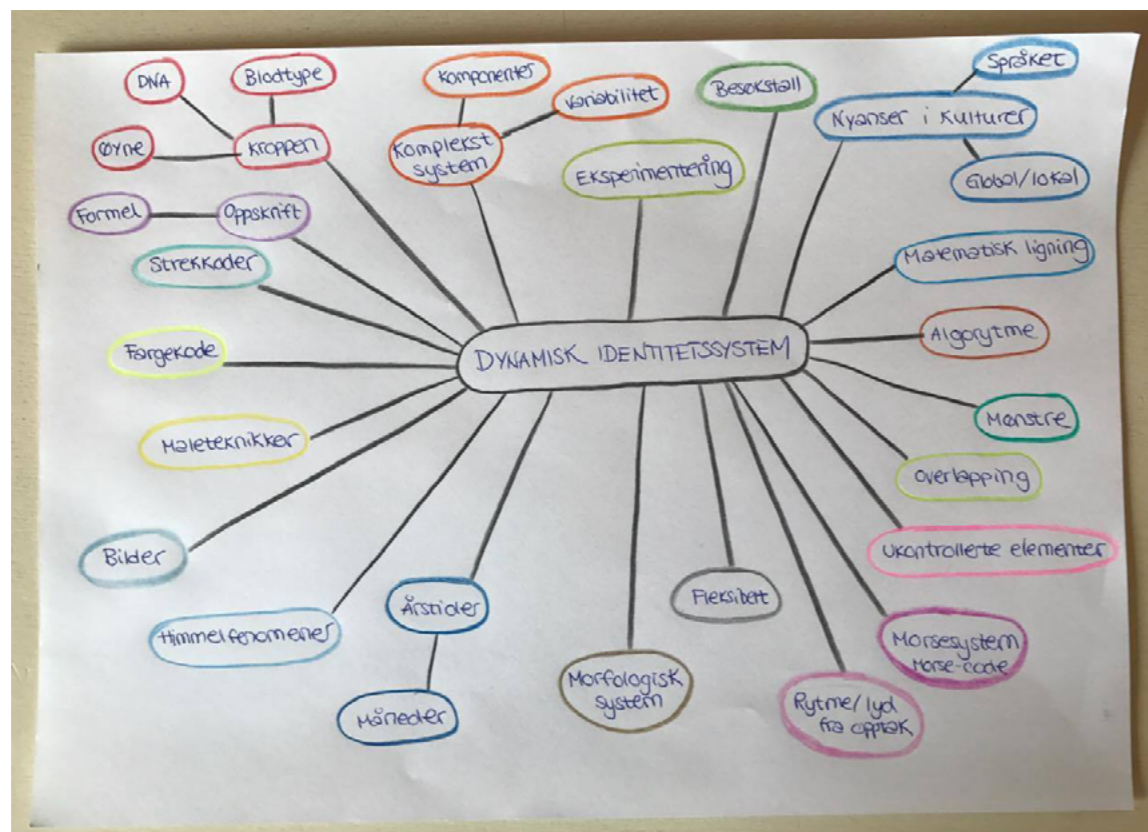 DNA
Blodtype
Øyne
Kroppen
Komponenter
Variabilitet
Komplekst
system
Eksperimentering
Besøkstall
Språket
Nyanser i kulturer
Global/lokal
Formel
Oppskrift
Strekkoder
Matematisk ligning
Fargekode
Algorytme
DYNAMISK IDENTITETSSYSTEM
Maleteknikker
Mønstre
Overlapping
Bilder
Ukontrollerte elementer
Himmelfenomener
Årstider
Måneder
Morfologisk
system
Fleksibelt
Rytme/lyd
fra opptak
Morsesystem
Morse-code